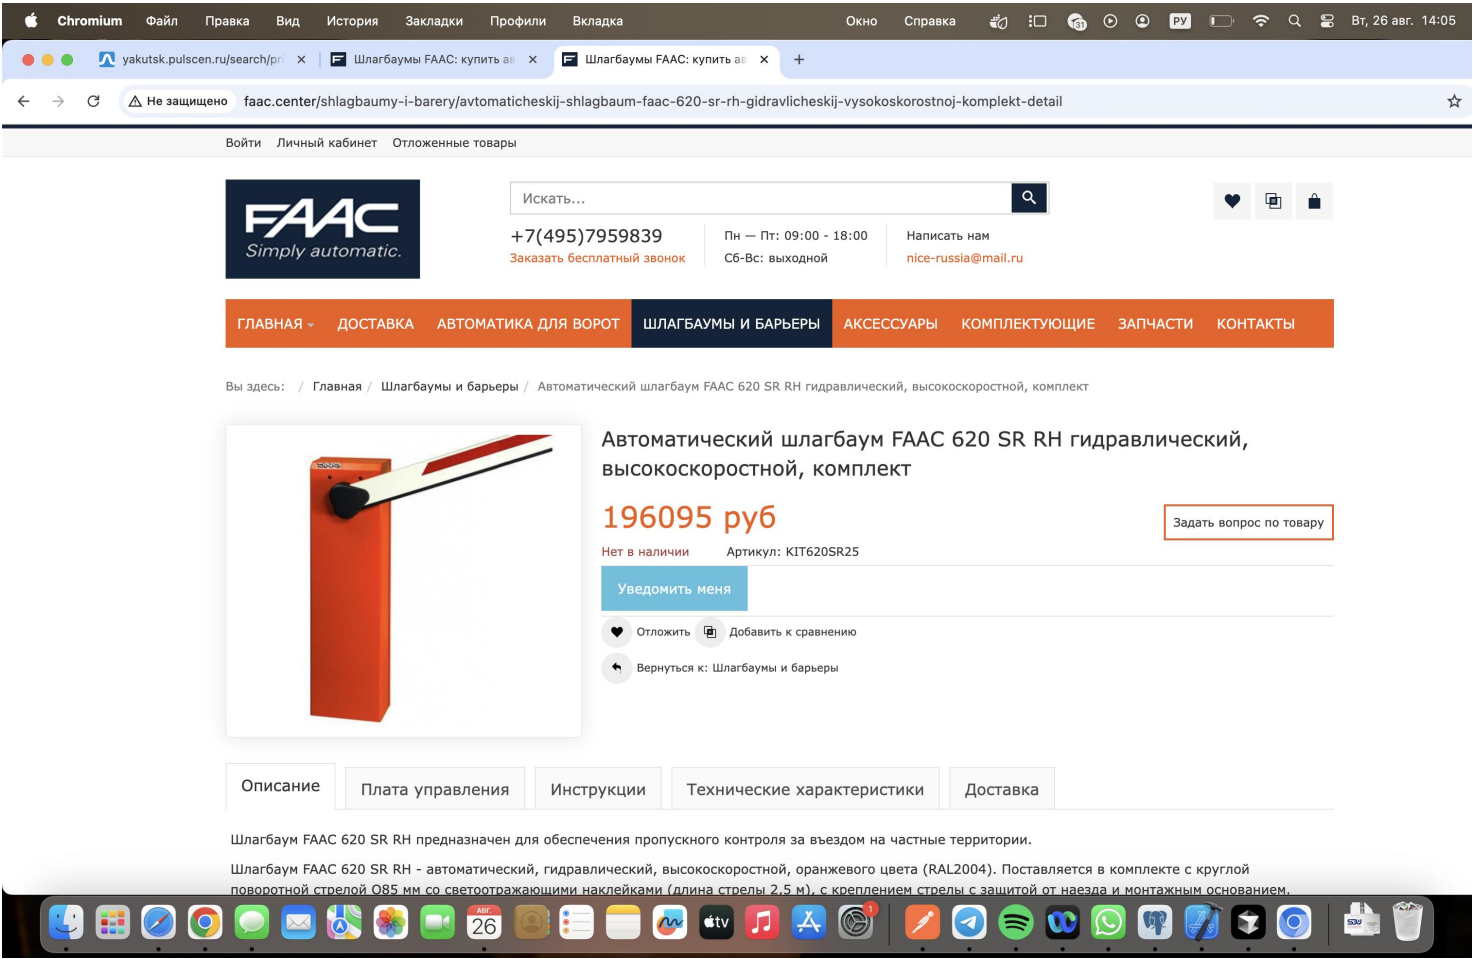 Chromium Файл Правка Вид История Закладки Профили Вкладка Окно Справка РУ Вт, 26 авг. 14:05
yakutsk.pulscen.ru/search/pri Шлагбаумы FAAC: купить ав Шлагбаумы FAAC: купить ав
Не защищено faac.center/shlagbaumy-i-barery/avtomaticheskij-shlagbaum-faac-620-sr-rh-gidravlicheskij-vysokoskorostnoj-komplekt-detail
Войти Личный кабинет Отложенные товары
FAAC
Simply automatic.
Искать...
+7(495)7959839 Пн — Пт: 09:00 - 18:00 Написать нам
Заказать бесплатный звонок Сб-Вс: выходной nice-russia@mail.ru
ГЛАВНАЯ ДОСТАВКА АВТОМАТИКА ДЛЯ ВОРОТ ШЛАГБАУМЫ И БАРЬЕРЫ АКСЕССУАРЫ КОМПЛЕКТУЮЩИЕ ЗАПЧАСТИ КОНТАКТЫ
Вы здесь: / Главная / Шлагбаумы и барьеры / Автоматический шлагбаум FAAC 620 SR RH гидравлический, высокоскоростной, комплект
Автоматический шлагбаум FAAC 620 SR RH гидравлический,
высокоскоростной, комплект
196095 руб
Задать вопрос по товару
Нет в наличии Артикул: KIT620SR25
Уведомить меня
Отложить Добавить к сравнению
Вернуться к: Шлагбаумы и барьеры
Описание Плата управления Инструкции Технические характеристики Доставка
Шлагбаум FAAC 620 SR RH предназначен для обеспечения пропускного контроля за въездом на частные территории.
Шлагбаум FAAC 620 SR RH - автоматический, гидравлический, высокоскоростной, оранжевого цвета (RAL2004). Поставляется в комплекте с круглой
поворотной стрелой O85 мм со светоотражающими наклейками (длина стрелы 2,5 м), с креплением стрелы с защитой от наезда и монтажным основанием.
АВГ.
26
tv
1